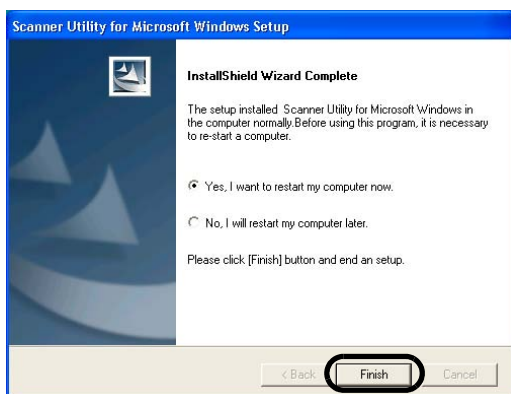 Scanner Utility for Microsoft Windows Setup
InstallShield Wizard Complete
The setup installed Scanner Utility for Microsoft Windows in
the computer normally.Before using this program, it is necessary
to re-start a computer.
Yes, I want to restart my computer now.
No, I will restart my computer later.
Please click [Finish] button and end an setup.
< Back Finish Cancel